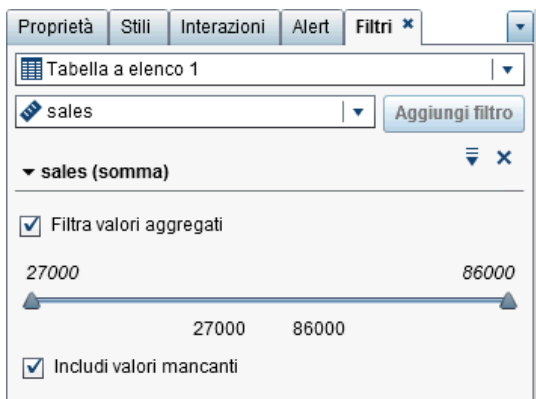 Proprietà Stili Interazioni Alert Filtri
Tabella a elenco 1
sales Aggiungi filtro
sales (somma)
Filtra valori aggregati
27000 86000
27000 86000
Includi valori mancanti